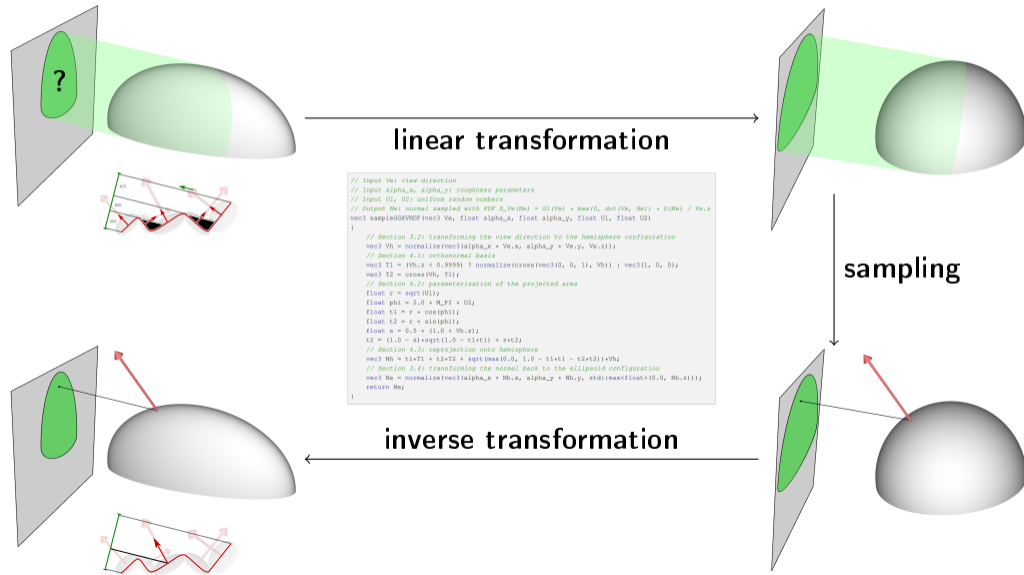 ?
linear transformation
// Input Ve: view direction
// Input alpha_x, alpha_y: roughness parameters
// Input U1, U2: uniform random numbers
// Output Ne: normal sampled with PDF D_Ve(Ne) = G1(Ve) * max(0, dot(Ve, Ne)) * D(Ne) / Ve.z
vec3 sampleGGXVNDF(vec3 Ve, float alpha_x, float alpha_y, float U1, float U2)
{
// Section 3.2: transforming the view direction to the hemisphere configuration
vec3 Vh = normalize(vec3(alpha_x * Ve.x, alpha_y * Ve.y, Ve.z));
// Section 4.1: orthonormal basis
vec3 T1 = (Vh.z < 0.9999) ? normalize(cross(vec3(0, 0, 1), Vh)) : vec3(1, 0, 0);
vec3 T2 = cross(Vh, T1);
// Section 4.2: parameterization of the projected area
float r = sqrt(U1);
float phi = 2.0 * M_PI * U2;
float t1 = r * cos(phi);
float t2 = r * sin(phi);
float s = 0.5 * (1.0 + Vh.z);
t2 = (1.0 - s)*sqrt(1.0 - t1*t1) + s*t2;
// Section 4.3: reprojection onto hemisphere
vec3 Nh = t1*T1 + t2*T2 + sqrt(max(0.0, 1.0 - t1*t1 - t2*t2))*Vh;
// Section 3.4: transforming the normal back to the ellipsoid configuration
vec3 Ne = normalize(vec3(alpha_x * Nh.x, alpha_y * Nh.y, std::max<float>(0.0, Nh.z)));
return Ne;
}
sampling
inverse transformation